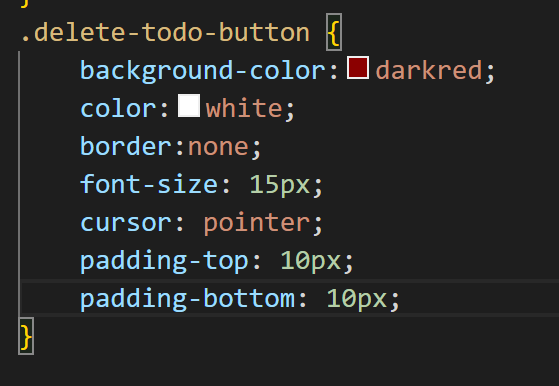 }
.delete-todo-button {
background-color:darkred;
color:white;
border:none;
font-size: 15px;
cursor: pointer;
padding-top: 10px;
padding-bottom: 10px;
}